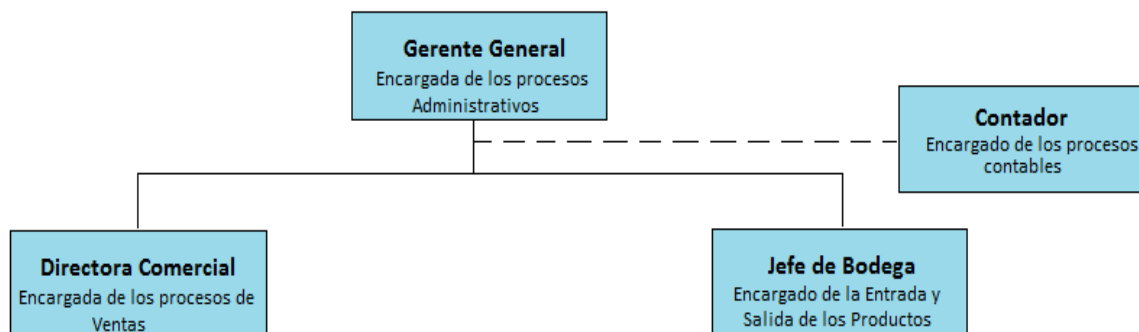 Gerente General
Encargada de los procesos
Administrativos
Contador
Encargado de los procesos
contables
Directora Comercial
Encargada de los procesos de
Ventas
Jefe de Bodega
Encargado de la Entrada y
Salida de los Productos